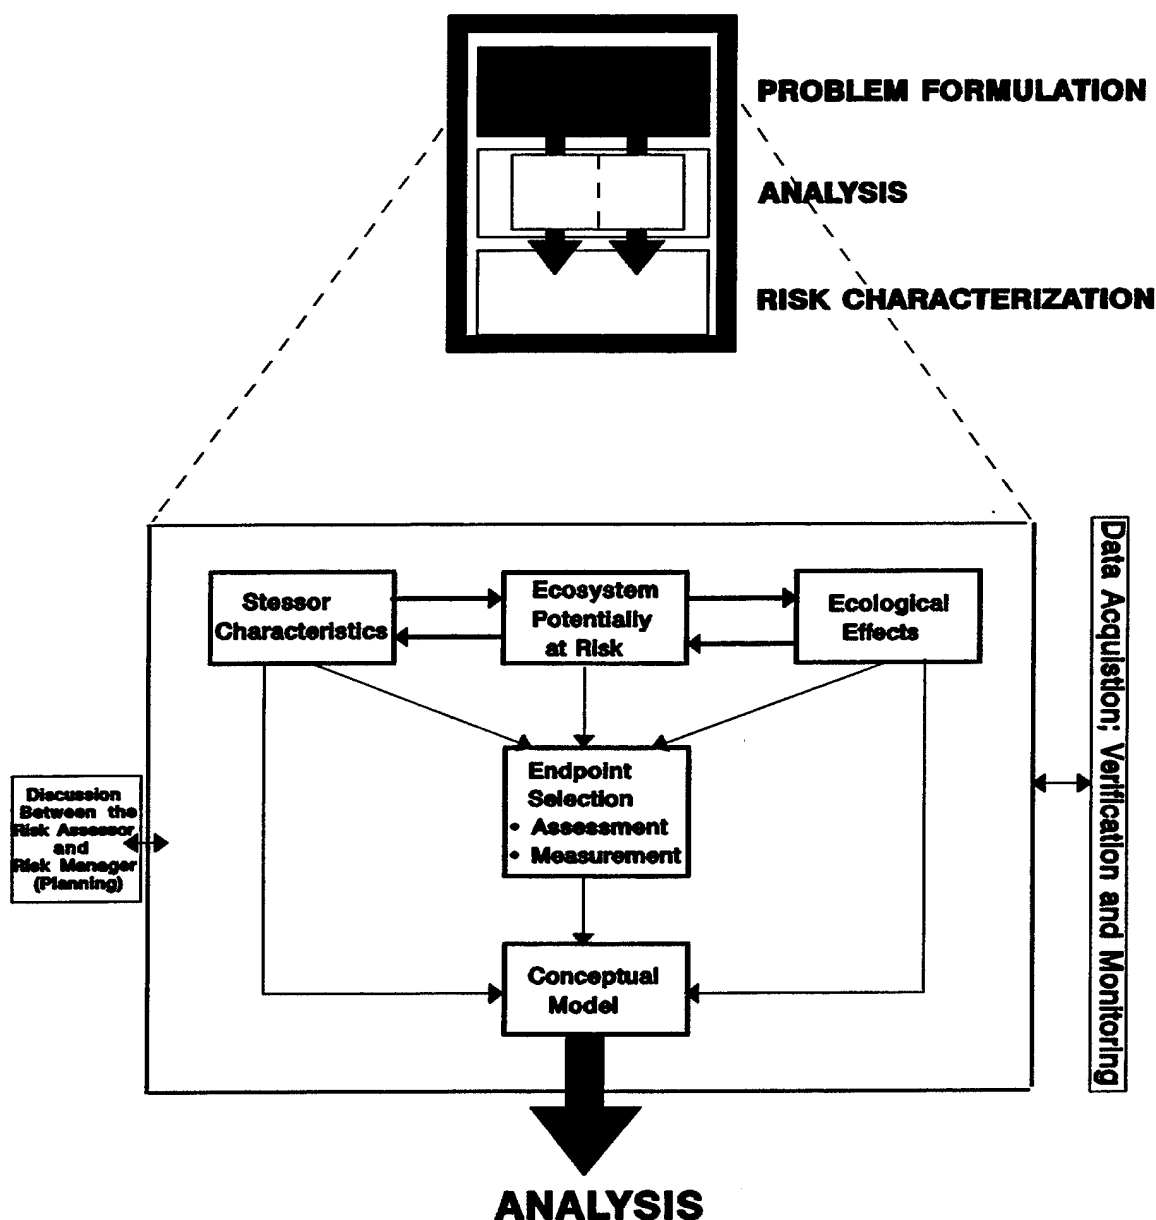 PROBLEM FORMULATION
ANALYSIS
RISK CHARACTERIZATION
Stessor
Characteristics
Ecosystem
Potentially
at Risk
Ecological
Effects
Endpoint
Selection
• Assessment
• Measurement
Discussion
Between the
Risk Assessor
and
Risk Manager
(Planning)
Data Acquistion; Verification and Monitoring
Conceptual
Model
ANALYSIS